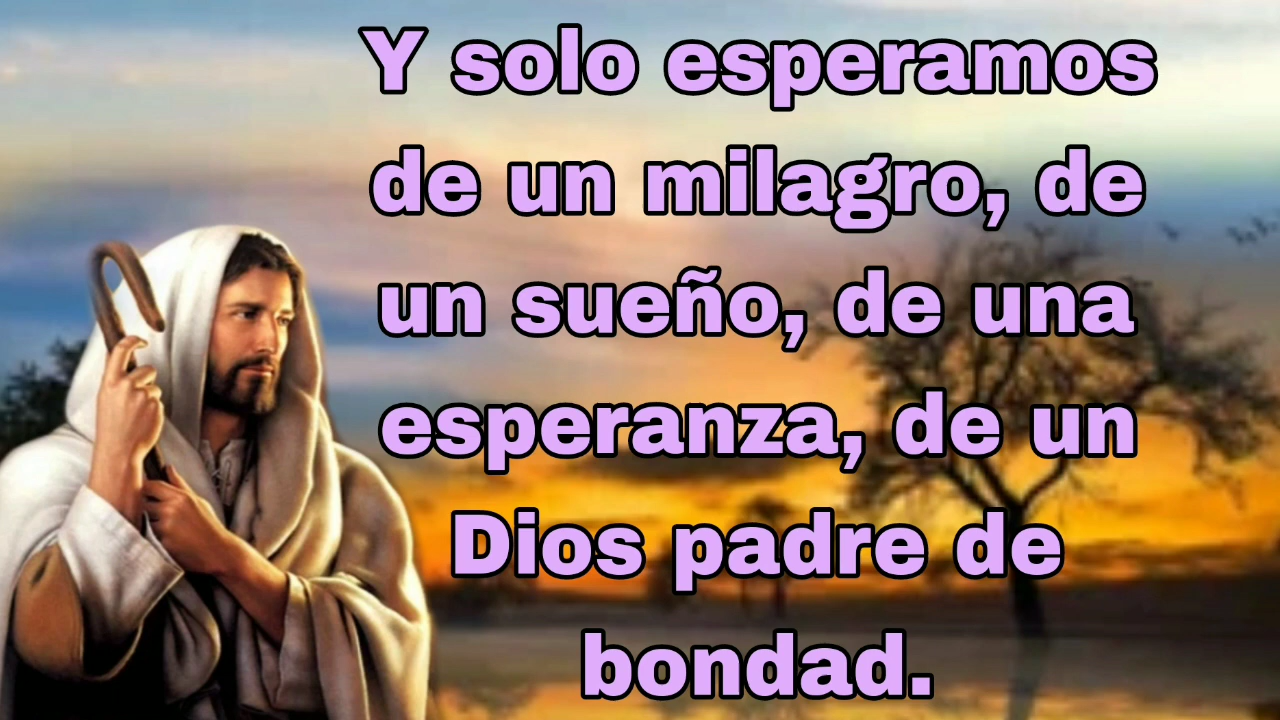 Y solo esperamos
de un milagro, de
un sueño, de una
esperanza, de un
Dios padre de
bondad.